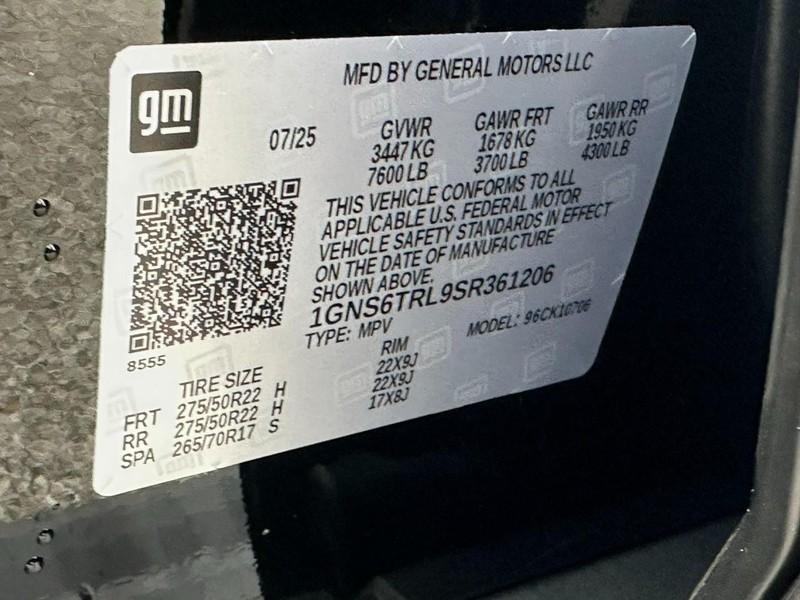 gm
MFD BY GENERAL MOTORS LLC
07/25
GVWR
3447 KG
7600 LB
GAWR FRT
1678 KG
3700 LB
GAWR RR
1950 KG
4300 LB
THIS VEHICLE CONFORMS TO ALL
APPLICABLE U.S. FEDERAL MOTOR
VEHICLE SAFETY STANDARDS IN EFFECT
ON THE DATE OF MANUFACTURE
SHOWN ABOVE.
1GNS6TRL9SR361206
TYPE: MPV MODEL: 96CK10706
8555
TIRE SIZE RIM
FRT 275/50R22 H 22X9J
RR 275/50R22 H 22X9J
SPA 265/70R17 S 17X8J